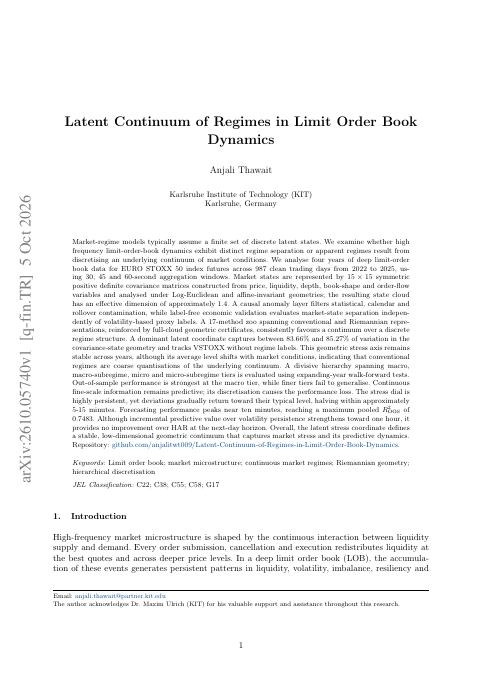 Latent Continuum of Regimes in Limit Order Book
Dynamics
Anjali Thawait
Karlsruhe Institute of Technology (KIT)
Karlsruhe, Germany
arXiv:2610.05740v1 [q-fin.TR] 5 Oct 2026
Market-regime models typically assume a finite set of discrete latent states. We examine whether high
frequency limit-order-book dynamics exhibit distinct regime separation or apparent regimes result from
discretising an underlying continuum of market conditions. We analyse four years of deep limit-order
book data for EURO STOXX 50 index futures across 987 clean trading days from 2022 to 2025, us-
ing 30, 45 and 60-second aggregation windows. Market states are represented by 15 × 15 symmetric
positive definite covariance matrices constructed from price, liquidity, depth, book-shape and order-flow
variables and analysed under Log-Euclidean and affine-invariant geometries; the resulting state cloud
has an effective dimension of approximately 1.4. A causal anomaly layer filters statistical, calendar and
rollover contamination, while label-free economic validation evaluates market-state separation indepen-
dently of volatility-based proxy labels. A 17-method zoo spanning conventional and Riemannian repre-
sentations, reinforced by full-cloud geometric certificates, consistently favours a continuum over a discrete
regime structure. A dominant latent coordinate captures between 83.66% and 85.27% of variation in the
covariance-state geometry and tracks VSTOXX without regime labels. This geometric stress axis remains
stable across years, although its average level shifts with market conditions, indicating that conventional
regimes are coarse quantisations of the underlying continuum. A divisive hierarchy spanning macro,
macro-subregime, micro and micro-subregime tiers is evaluated using expanding-year walk-forward tests.
Out-of-sample performance is strongest at the macro tier, while finer tiers fail to generalise. Continuous
fine-scale information remains predictive; its discretisation causes the performance loss. The stress dial is
highly persistent, yet deviations gradually return toward their typical level, halving within approximately
5-15 minutes. Forecasting performance peaks near ten minutes, reaching a maximum pooled R²OOS of
0.7483. Although incremental predictive value over volatility persistence strengthens toward one hour, it
provides no improvement over HAR at the next-day horizon. Overall, the latent stress coordinate defines
a stable, low-dimensional geometric continuum that captures market stress and its predictive dynamics.
Repository: github.com/anjalitwt009/Latent-Continuum-of-Regimes-in-Limit-Order-Book-Dynamics.
Keywords: Limit order book; market microstructure; continuous market regimes; Riemannian geometry;
hierarchical discretisation
JEL Classification: C22; C38; C55; C58; G17
1. Introduction
High-frequency market microstructure is shaped by the continuous interaction between liquidity
supply and demand. Every order submission, cancellation and execution redistributes liquidity at
the best quotes and across deeper price levels. In a deep limit order book (LOB), the accumula-
tion of these events generates persistent patterns in liquidity, volatility, imbalance, resiliency and
Email: anjali.thawait@partner.kit.edu
The author acknowledges Dr. Maxim Ulrich (KIT) for his valuable support and assistance throughout this research.
1